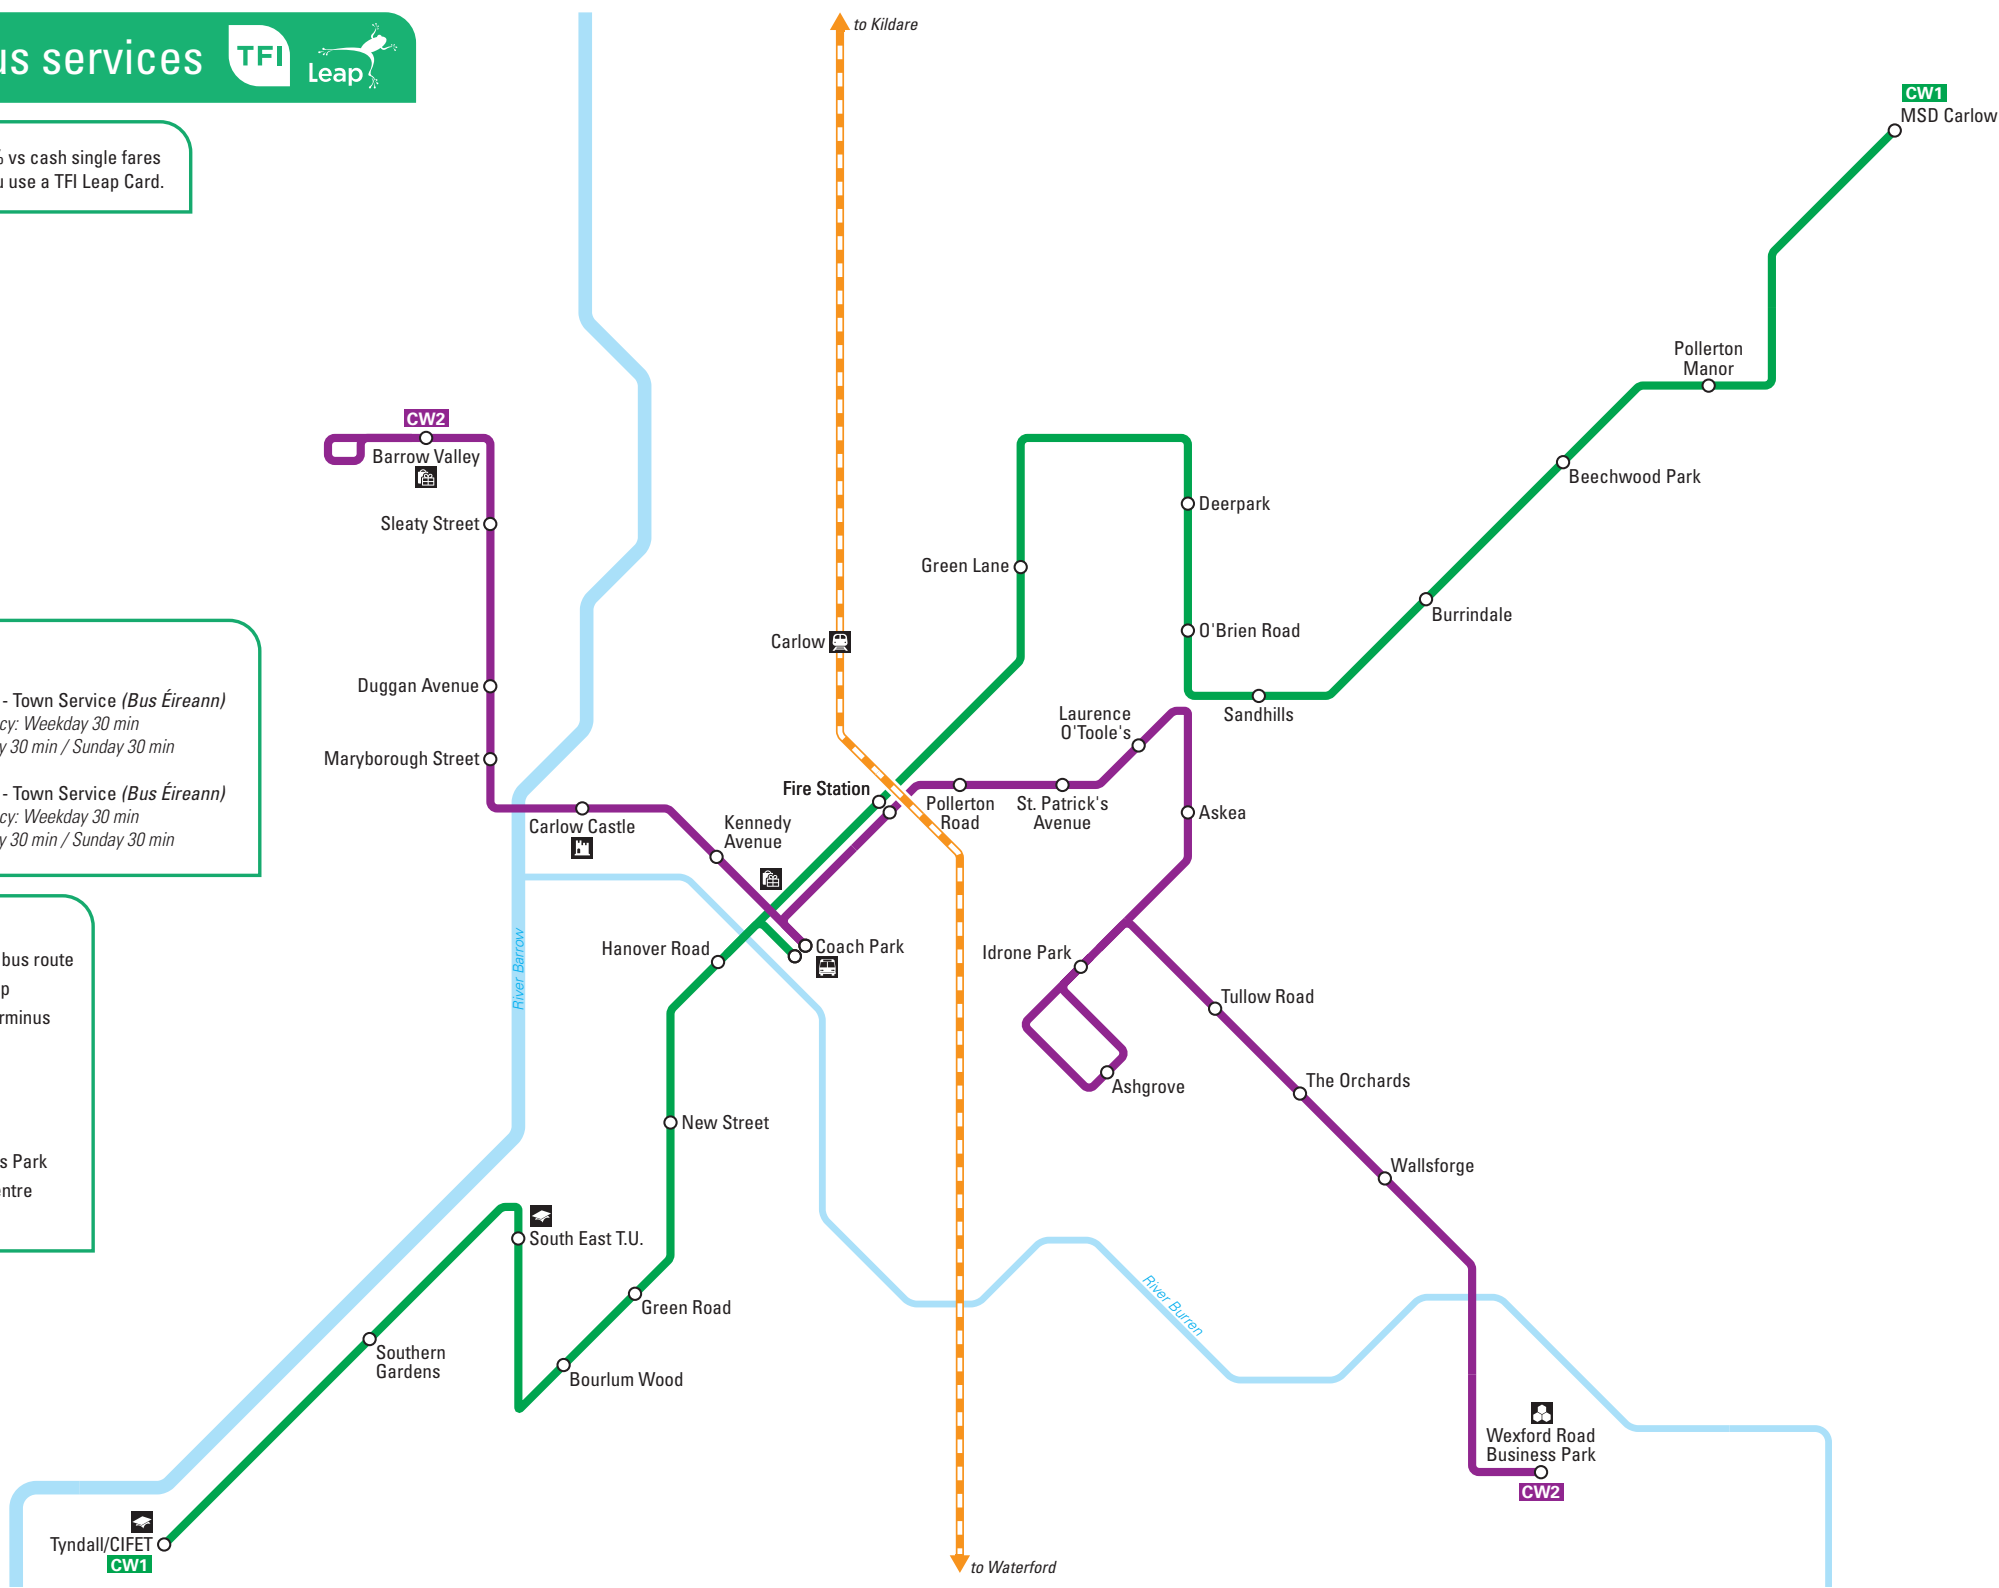 us services
TFI
Leap
% vs cash single fares
u use a TFI Leap Card.
to Kildare
CW1
MSD Carlow
Pollerton
Manor
Beechwood Park
Burrindale
Sandhills
O'Brien Road
Deerpark
Green Lane
CW2
Barrow Valley
Sleaty Street
Duggan Avenue
Maryborough Street
Carlow Castle
Kennedy
Avenue
Carlow
Fire Station
Pollerton
Road
St. Patrick's
Avenue
Laurence
O'Toole's
Askea
Coach Park
Hanover Road
Idrone Park
Ashgrove
Tullow Road
The Orchards
Wallsforge
Wexford Road
Business Park
CW2
New Street
South East T.U.
Green Road
Bourlum Wood
Southern
Gardens
Tyndall/CIFET
CW1
River Barrow
River Burren
to Waterford
- Town Service (Bus Éireann)
cy: Weekday 30 min
y 30 min / Sunday 30 min
- Town Service (Bus Éireann)
cy: Weekday 30 min
y 30 min / Sunday 30 min
bus route
p
rminus
s Park
entre